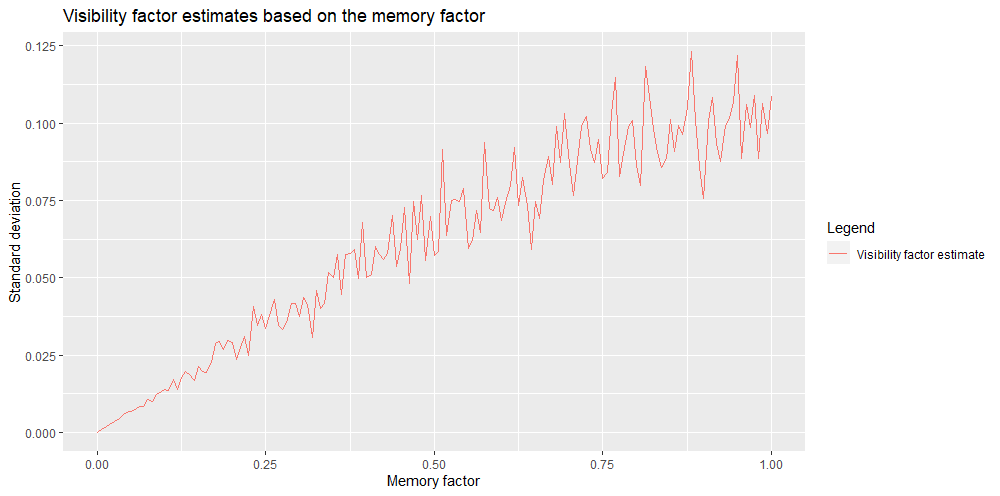 Visibility factor estimates based on the memory factor
0.125
0.100
0.075
0.050
0.025
0.000
Standard deviation
0.00 0.25 0.50 0.75 1.00
Memory factor
Legend
Visibility factor estimate